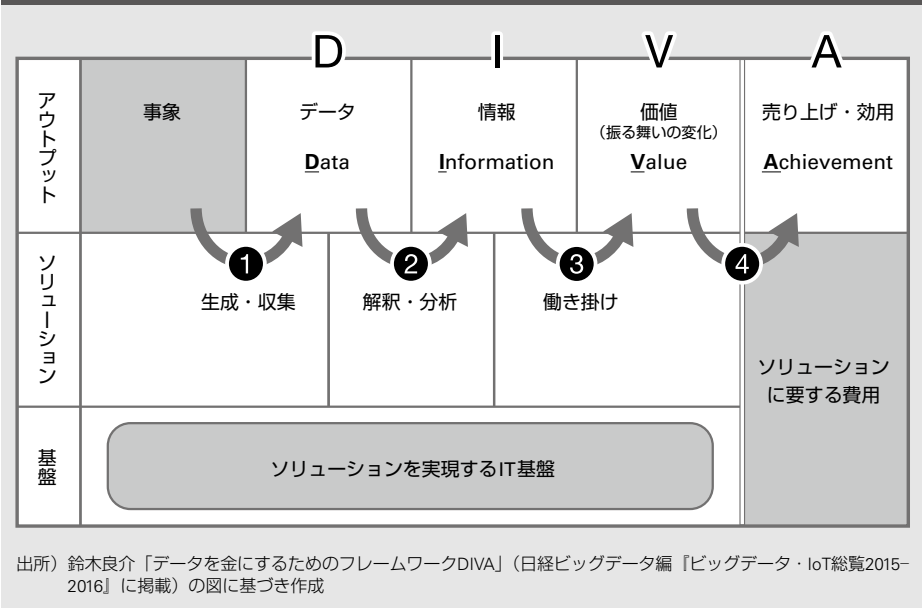 D I V A
アウトプット
事象
データ
Data
情報
Information
価値
(振る舞いの変化)
Value
売り上げ・効用
Achievement
ソリューション
1
生成・収集
2
解釈・分析
3
働き掛け
4
ソリューション
に要する費用
基盤
ソリューションを実現するIT基盤
出所)鈴木良介「データを金にするためのフレームワークDIVA」(日経ビッグデータ編『ビッグデータ・IoT総覧2015–
2016』に掲載)の図に基づき作成